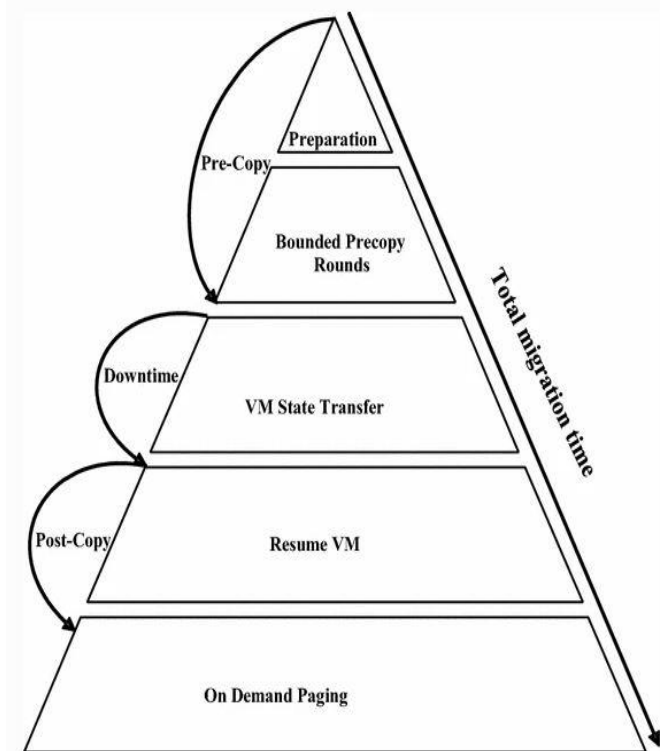 Preparation
Pre-Copy
Bounded Precopy
Rounds
Total migration time
Downtime
VM State Transfer
Post-Copy
Resume VM
On Demand Paging